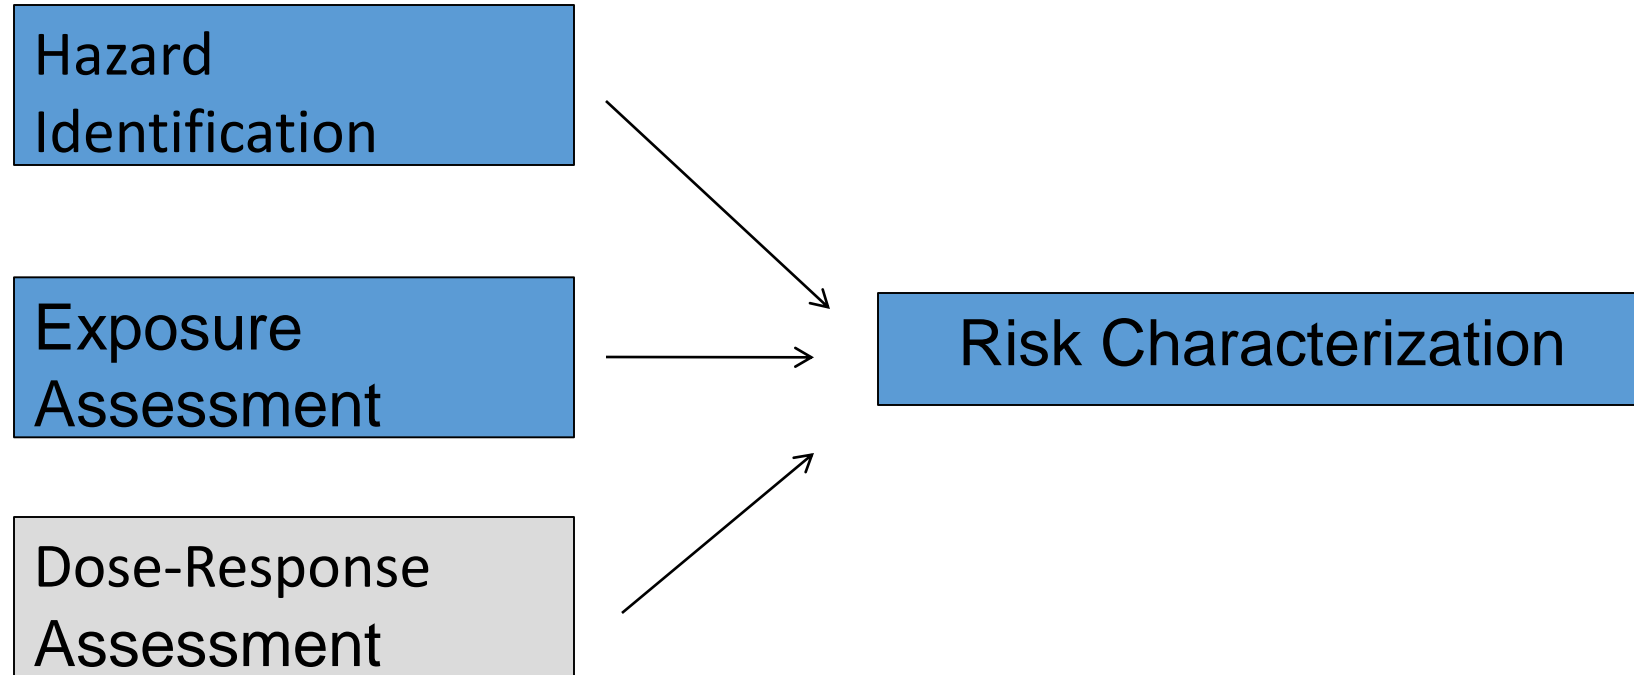 Hazard
Identification
Exposure
Assessment
Risk Characterization
Dose-Response
Assessment